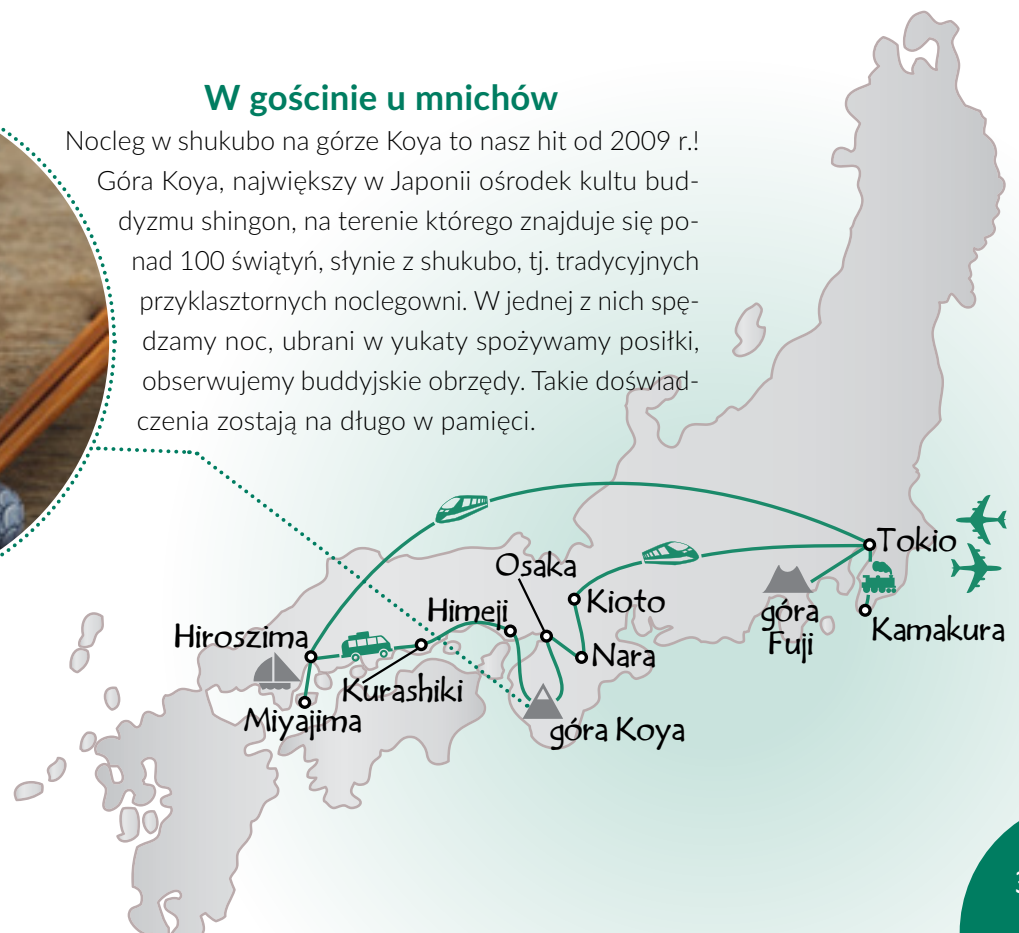 W gościnie u mnichów
Nocleg w shukubo na górze Koya to nasz hit od 2009 r.!
Góra Koya, największy w Japonii ośrodek kultu bud-
dyzmu shingon, na terenie którego znajduje się po-
nad 100 świątyń, słynie z shukubo, tj. tradycyjnych
przyklasztornych noclegowni. W jednej z nich spę-
dzamy noc, ubrani w yukaty spożywamy posiłki,
obserwujemy buddyjskie obrzędy. Takie doświad-
czenia zostają na długo w pamięci.
Tokio
Osaka
Kioto
Himeji
góra
Fuji
Kamakura
Hiroszima
Nara
Kurashiki
Miyajima
góra Koya